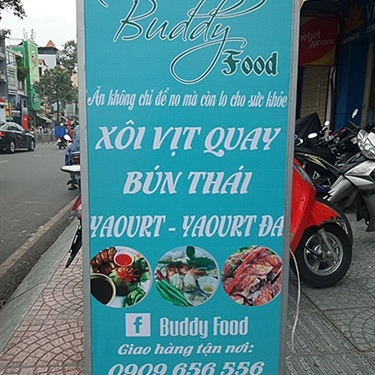 Buddy
Food
Ăn không chỉ để no mà còn lo cho sức khỏe
XÔI VỊT QUAY
BÚN THÁI
YAOURT - YAOURT ĐÁ
f Buddy Food
Giao hàng tận nơi:
0909 656 556